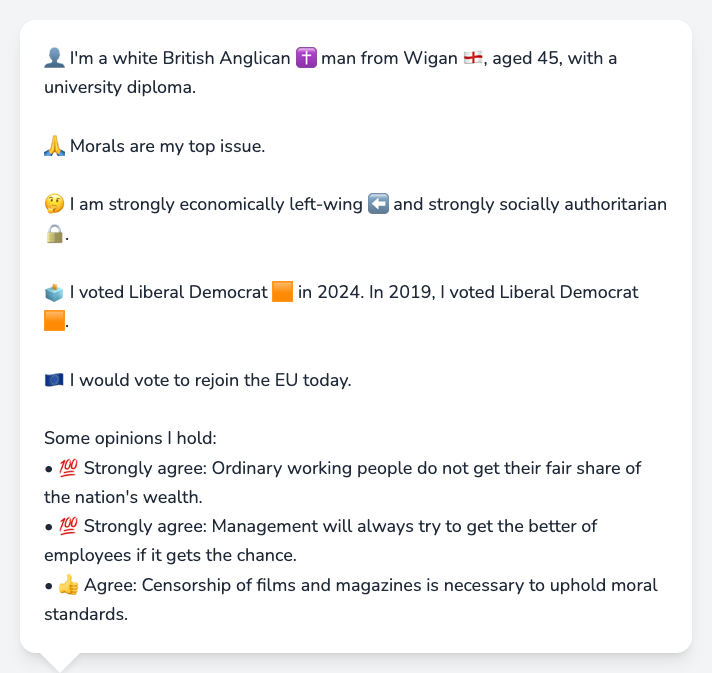 👤 I'm a white British Anglican ✝️ man from Wigan 🏴󠁧󠁢󠁥󠁮󠁧󠁿, aged 45, with a
university diploma.
🙏 Morals are my top issue.
🤔 I am strongly economically left-wing ⬅️ and strongly socially authoritarian
🔒.
🗳️ I voted Liberal Democrat 🟧 in 2024. In 2019, I voted Liberal Democrat
🟧.
🇪🇺 I would vote to rejoin the EU today.
Some opinions I hold:
• 💯 Strongly agree: Ordinary working people do not get their fair share of
the nation's wealth.
• 💯 Strongly agree: Management will always try to get the better of
employees if it gets the chance.
• 👍 Agree: Censorship of films and magazines is necessary to uphold moral
standards.